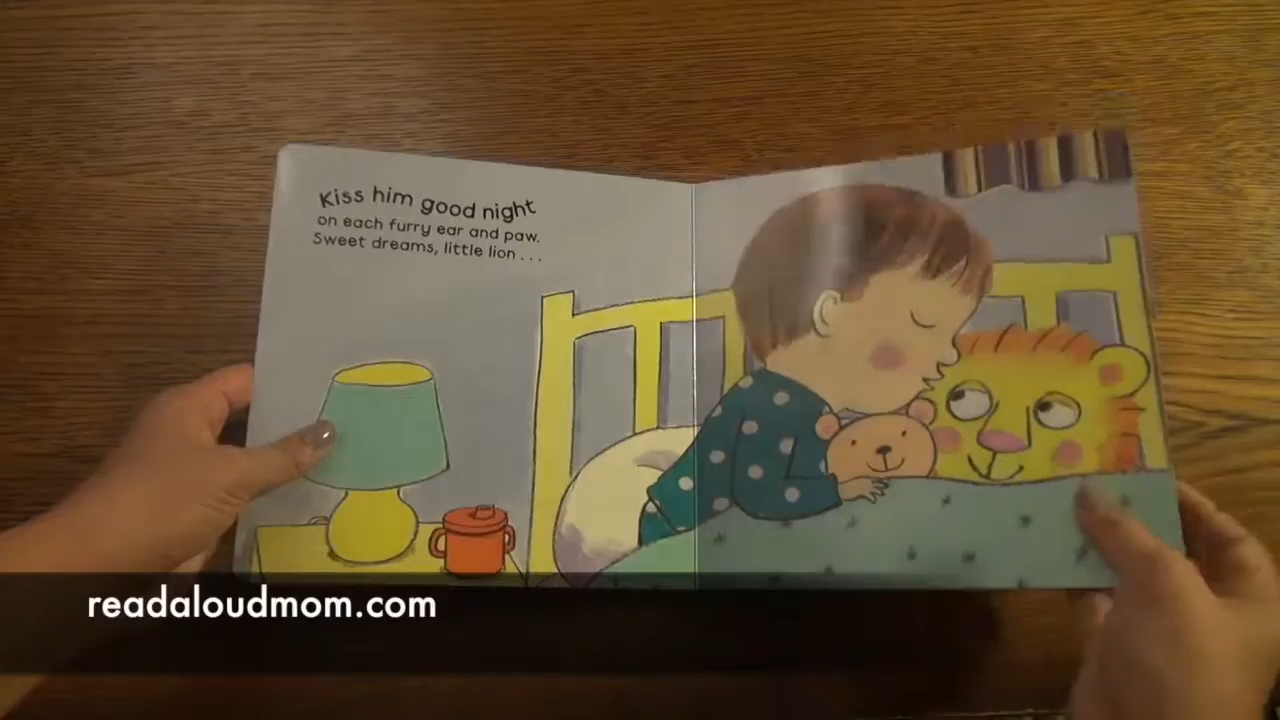 Kiss him good night
on each furry ear and paw.
Sweet dreams, little lion . . .
readaloudmom.com